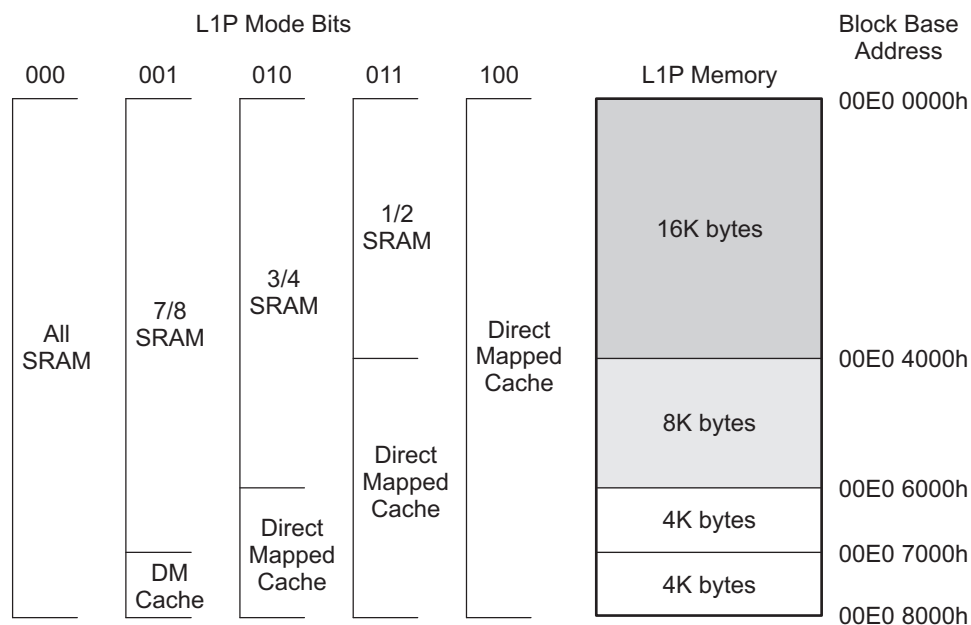 L1P Mode Bits
Block Base
Address
000 001 010 011 100 L1P Memory
00E0 0000h
1/2
SRAM
16K bytes
3/4
SRAM
7/8
SRAM
All
SRAM
Direct
Mapped
Cache
00E0 4000h
8K bytes
Direct
Mapped
Cache
00E0 6000h
4K bytes
Direct
Mapped
Cache
00E0 7000h
DM
Cache
4K bytes
00E0 8000h